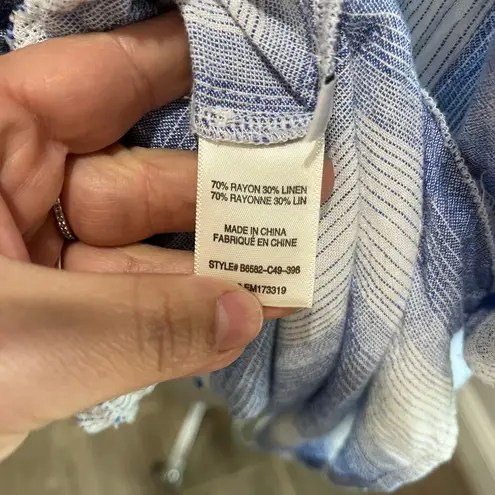 70% RAYON 30% LINEN
70% RAYONNE 30% LIN
MADE IN CHINA
FABRIQUÉ EN CHINE
STYLE# B6582-C49-396
EM173319